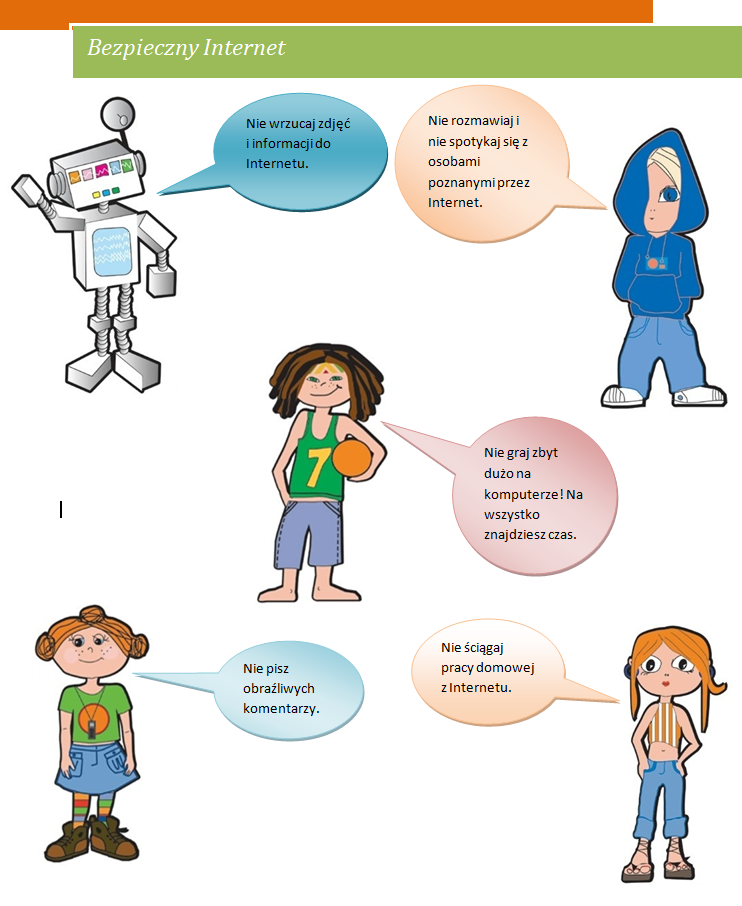 Bezpieczny Internet
Nie wrzucaj zdjęć
i informacji do
Internetu.
Nie rozmawiaj i
nie spotykaj się z
osobami
poznanymi przez
Internet.
7
Nie graj zbyt
dużo na
komputerze! Na
wszystko
znajdziesz czas.
Nie pisz
obraźliwych
komentarzy.
Nie ściągaj
pracy domowej
z Internetu.